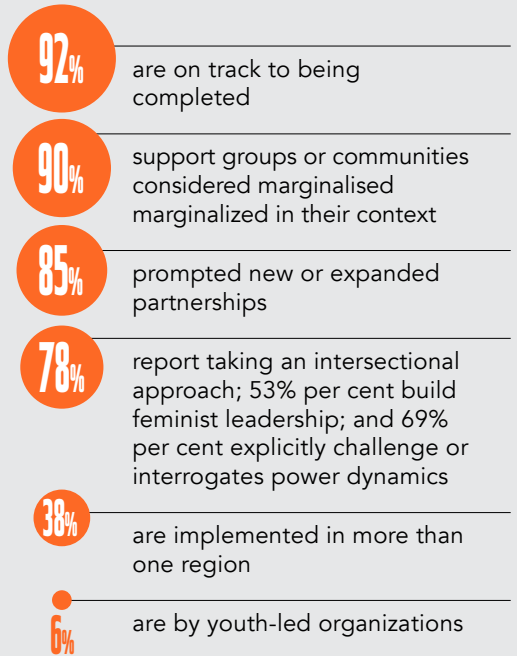 92%
are on track to being
completed
90%
support groups or communities
considered marginalised
marginalized in their context
85%
prompted new or expanded
partnerships
78%
report taking an intersectional
approach; 53% per cent build
feminist leadership; and 69%
per cent explicitly challenge or
interrogates power dynamics
38%
are implemented in more than
one region
6%
are by youth-led organizations